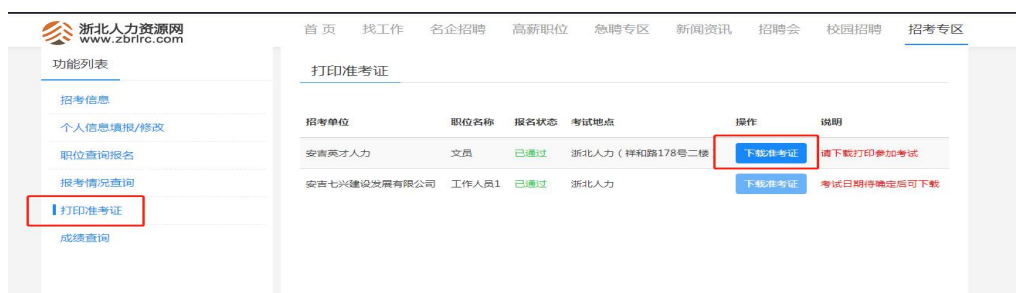 浙北人力资源网
www.zbrlrc.com
首 页 找工作 名企招聘 高薪职位 急聘专区 新闻资讯 招聘会 校园招聘 招考专区
功能列表
招考信息
个人信息填报/修改
职位查询报名
报考情况查询
打印准考证
成绩查询
打印准考证
招考单位 职位名称 报名状态 考试地点 操作 说明
安吉英才人力 文员 已通过 浙北人力(祥和路178号二楼 下载准考证 请下载打印参加考试
安吉七兴建设发展有限公司 工作人员1 已通过 浙北人力 下载准考证 考试日期待确定后可下载